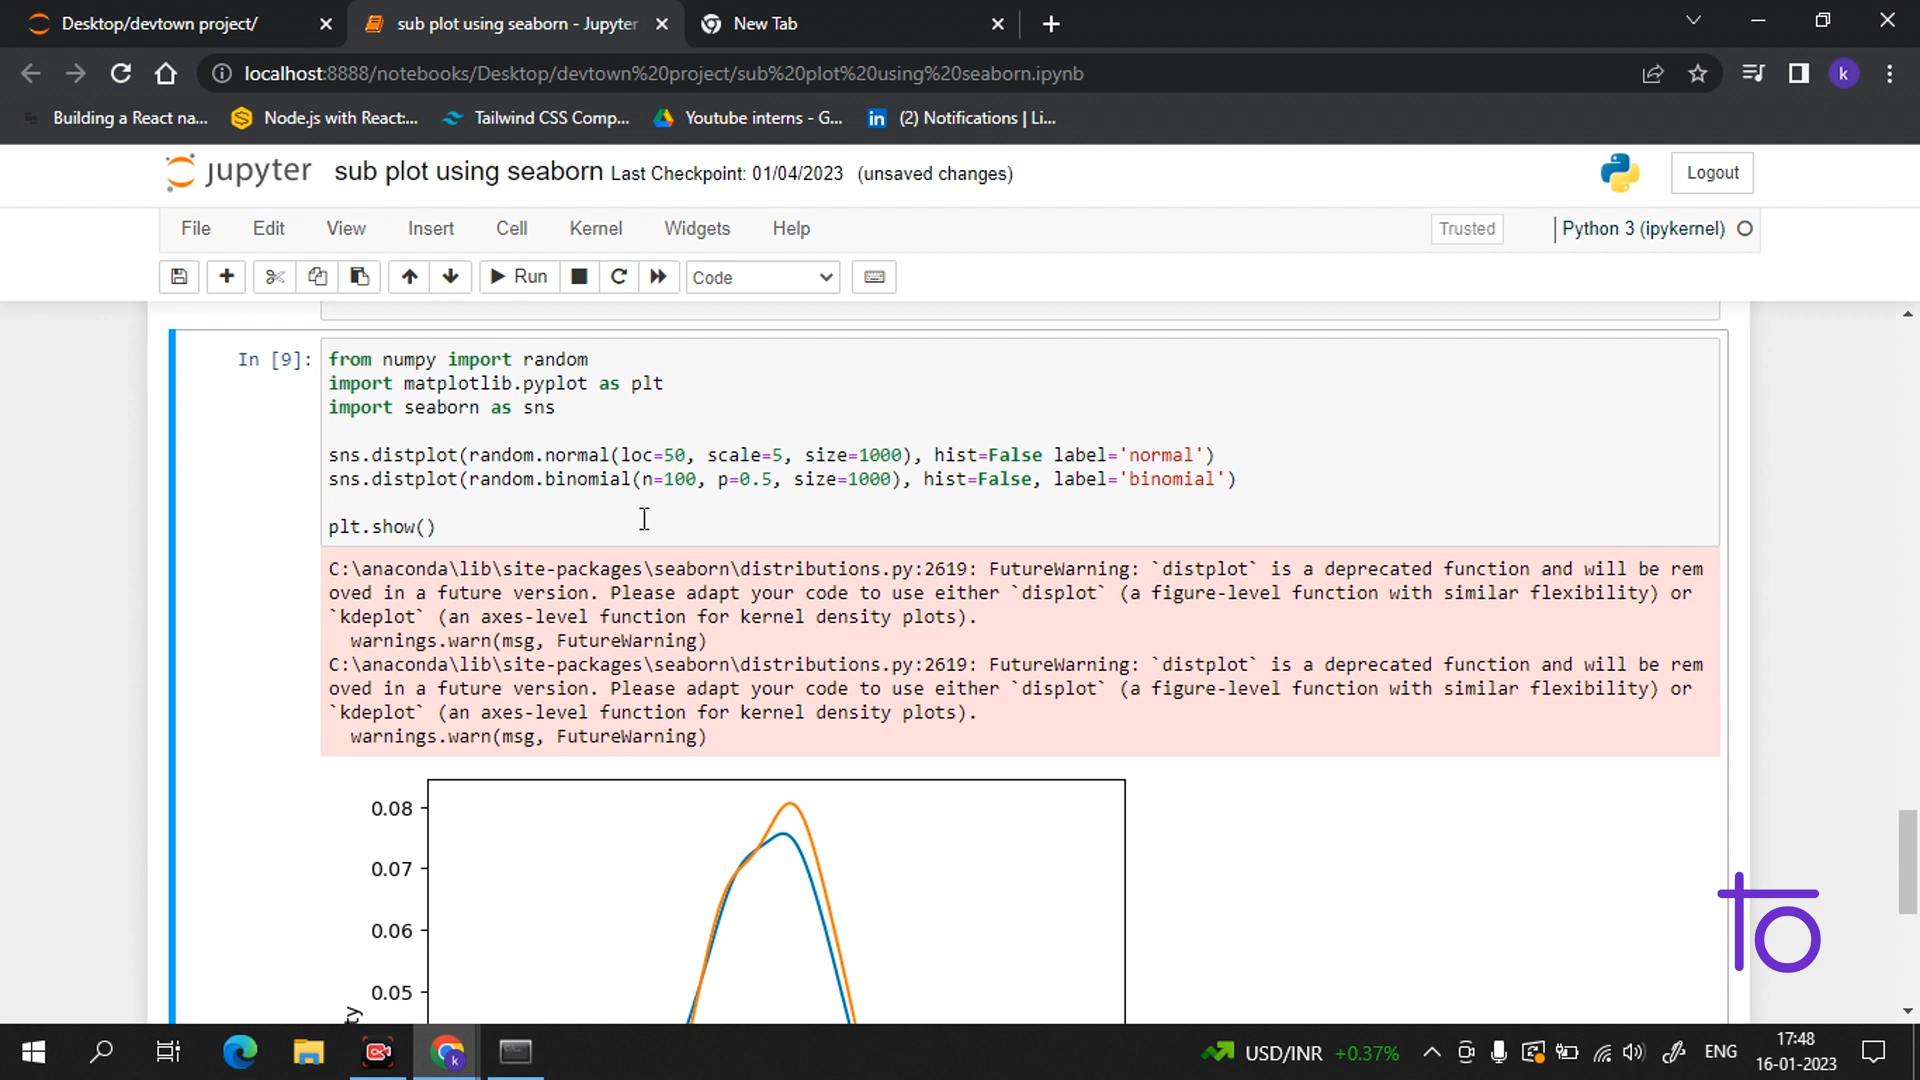 Desktop/devtown project/
sub plot using seaborn - Jupyter
New Tab
localhost:8888/notebooks/Desktop/devtown%20project/sub%20plot%20using%20seaborn.ipynb
k
Building a React na...
Node.js with React:...
Tailwind CSS Comp...
Youtube interns - G...
in (2) Notifications | Li...
jupyter sub plot using seaborn Last Checkpoint: 01/04/2023 (unsaved changes)
Logout
File Edit View Insert Cell Kernel Widgets Help
Trusted
Python 3 (ipykernel)
Run
Code
In [9]:
from numpy import random
import matplotlib.pyplot as plt
import seaborn as sns
sns.distplot(random.normal(loc=50, scale=5, size=1000), hist=False label='normal')
sns.distplot(random.binomial(n=100, p=0.5, size=1000), hist=False, label='binomial')
plt.show()
C:\anaconda\lib\site-packages\seaborn\distributions.py:2619: FutureWarning: `distplot` is a deprecated function and will be rem
oved in a future version. Please adapt your code to use either `displot` (a figure-level function with similar flexibility) or
`kdeplot` (an axes-level function for kernel density plots).
warnings.warn(msg, FutureWarning)
C:\anaconda\lib\site-packages\seaborn\distributions.py:2619: FutureWarning: `distplot` is a deprecated function and will be rem
oved in a future version. Please adapt your code to use either `displot` (a figure-level function with similar flexibility) or
`kdeplot` (an axes-level function for kernel density plots).
warnings.warn(msg, FutureWarning)
0.08
0.07
0.06
0.05
ty
to
USD/INR +0.37%
ENG
17:48
16-01-2023